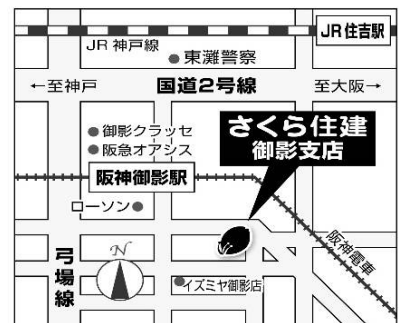 JR住吉駅
JR神戸線
東灘警察
←至神戸
国道2号線
至大阪→
さくら住建
御影支店
御影クラッセ
阪急オアシス
阪神御影駅
ローソン
阪神電車
弓場線
N
イズミヤ御影店